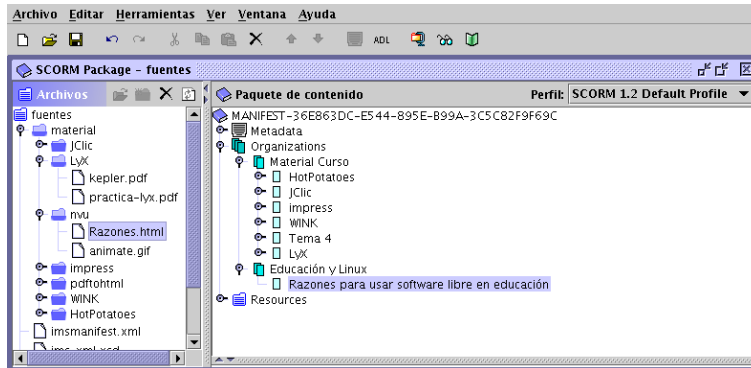 Archivo Editar Herramientas Ver Ventana Ayuda
ADL
SCORM Package - fuentes
Archivos
Paquete de contenido
Perfil: SCORM 1.2 Default Profile
fuentes
material
JClic
LyX
kepler.pdf
practica-lyx.pdf
nvu
Razones.html
animate.gif
impress
pdftohtml
WINK
HotPotatoes
imsmanifest.xml
MANIFEST-36E863DC-E544-895E-B99A-3C5C82F9F69C
Metadata
Organizations
Material Curso
HotPotatoes
JClic
impress
WINK
Tema 4
LyX
Educación y Linux
Razones para usar software libre en educación
Resources